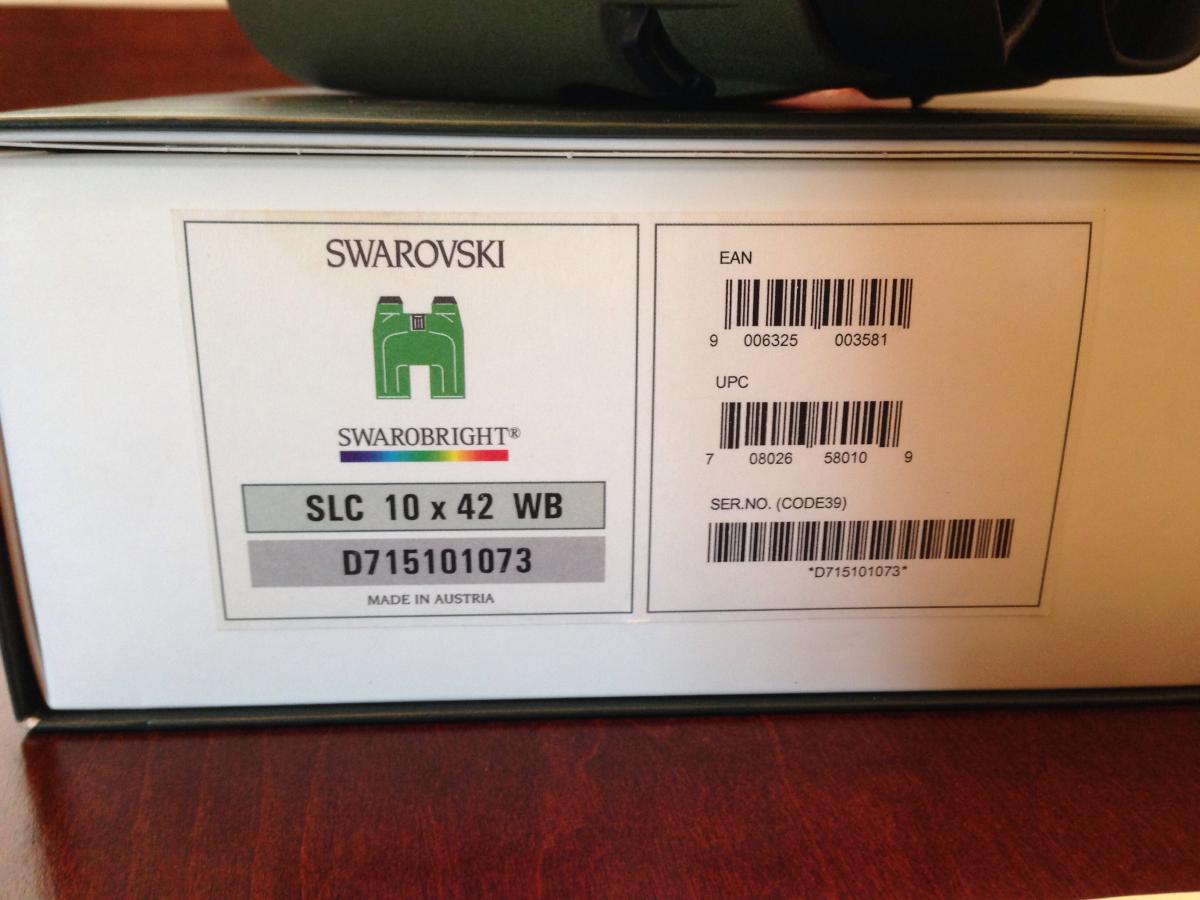 SWAROVSKI
SWAROBRIGHT®
SLC 10 x 42 WB
D715101073
MADE IN AUSTRIA
EAN
9 006325 003581
UPC
7 08026 58010 9
SER.NO. (CODE39)
*D715101073*